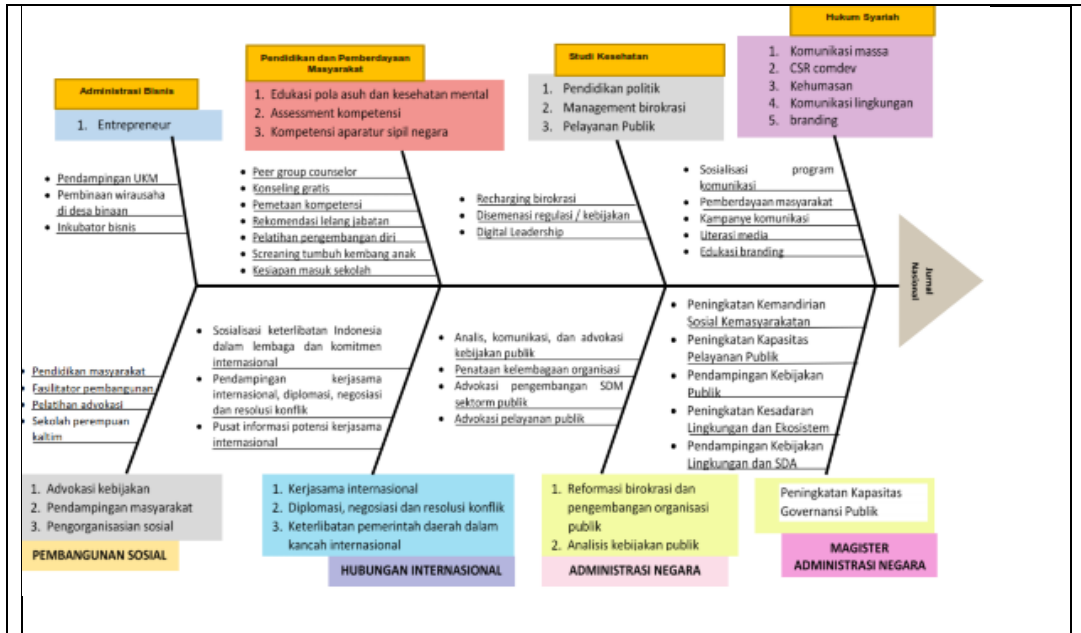 Hukum Syariah
Komunikasi massa
1. Komunikasi massa
2. CSR comdev
3. Kehumasan
4. Komunikasi lingkungan
5. branding
Pendidikan dan Pemberdayaan
Masyarakat
1. Edukasi pola asuh dan kesehatan mental
2. Assessment kompetensi
3. Kompetensi aparatur sipil negara
Studi Kesehatan
1. Pendidikan politik
2. Management birokrasi
3. Pelayanan Publik
Administrasi Bisnis
1. Entrepreneur
• Pendampingan UKM
• Pembinaan wirausaha
di desa binaan
• Inkubator bisnis
• Peer group counselor
• Konseling gratis
• Pemetaan kompetensi
• Rekomendasi lelang jabatan
• Pelatihan pengembangan diri
• Screaning tumbuh kembang anak
• Kesiapan masuk sekolah
• Recharging birokrasi
• Disemenasi regulasi / kebijakan
• Digital Leadership
• Sosialisasi program
komunikasi
• Pemberdayaan masyarakat
• Kampanye komunikasi
• Literasi media
• Edukasi branding
Jurnal
Nasional
• Pendidikan masyarakat
• Fasilitator pembangunan
• Pelatihan advokasi
• Sekolah perempuan
kaltim
• Sosialisasi keterlibatan Indonesia
dalam lembaga dan komitmen
internasional
• Pendampingan kerjasama
internasional, diplomasi, negosiasi
dan resolusi konflik
• Pusat informasi potensi kerjasama
internasional
• Analis, komunikasi, dan advokasi
kebijakan publik
• Penataan kelembagaan organisasi
• Advokasi pengembangan SDM
sektorm publik
• Advokasi pelayanan publik
• Peningkatan Kemandirian
Sosial Kemasyarakatan
• Peningkatan Kapasitas
Pelayanan Publik
• Pendampingan Kebijakan
Publik
• Peningkatan Kesadaran
Lingkungan dan Ekosistem
• Pendampingan Kebijakan
Lingkungan dan SDA
1. Advokasi kebijakan
2. Pendampingan masyarakat
3. Pengorganisasian sosial
PEMBANGUNAN SOSIAL
1. Kerjasama internasional
2. Diplomasi, negosiasi dan resolusi konflik
3. Keterlibatan pemerintah daerah dalam
kancah internasional
HUBUNGAN INTERNASIONAL
1. Reformasi birokrasi dan
pengembangan organisasi
publik
2. Analisis kebijakan publik
ADMINISTRASI NEGARA
Peningkatan Kapasitas
Governansi Publik
MAGISTER
ADMINISTRASI NEGARA